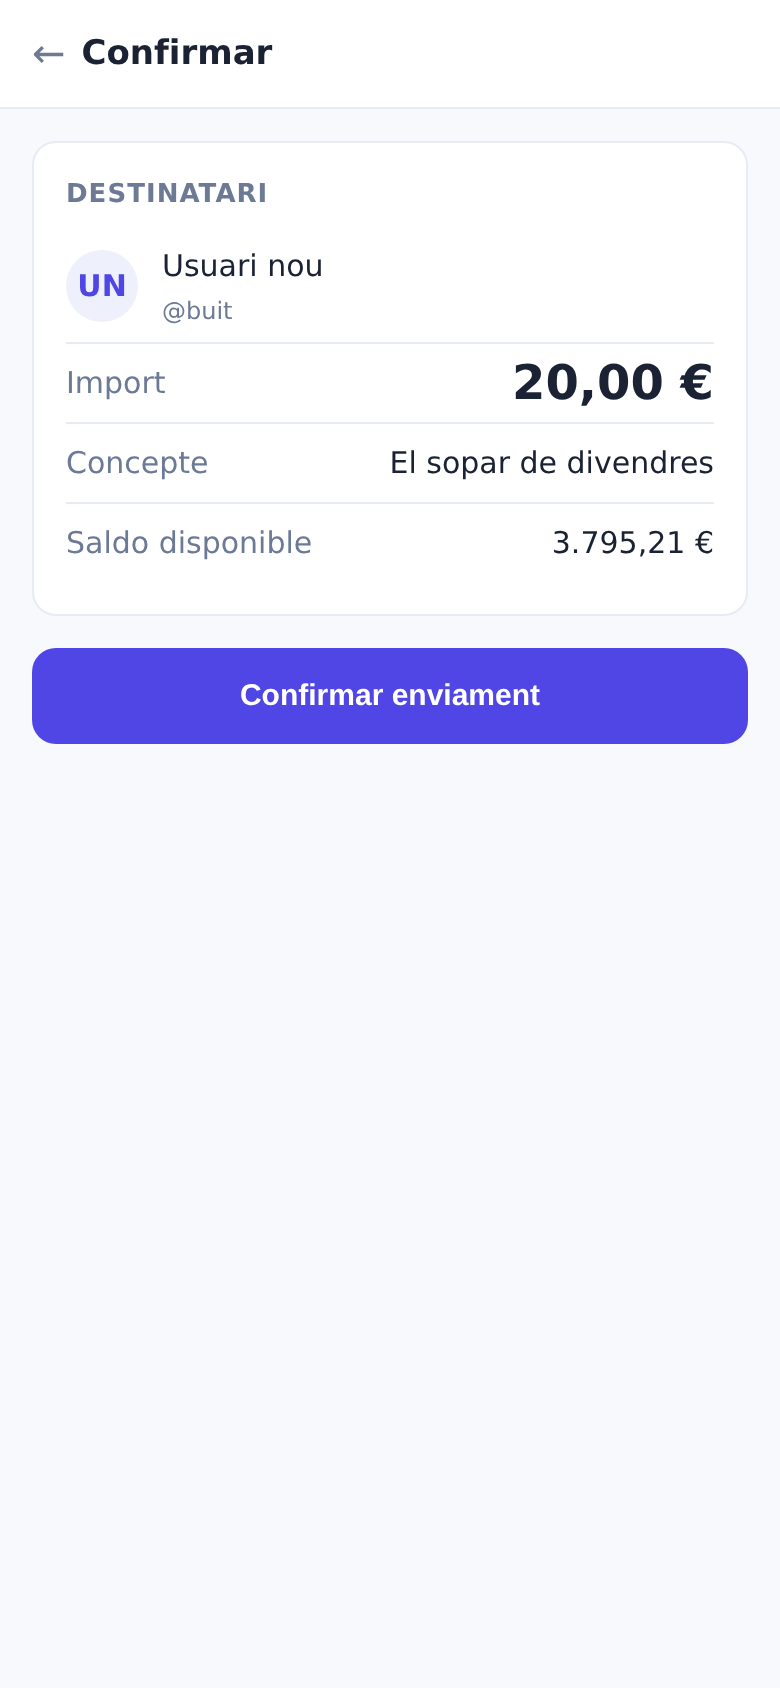 ← Confirmar
DESTINATARI
UN
Usuari nou
@buit
Import 20,00 €
Concepte El sopar de divendres
Saldo disponible 3.795,21 €
Confirmar enviament